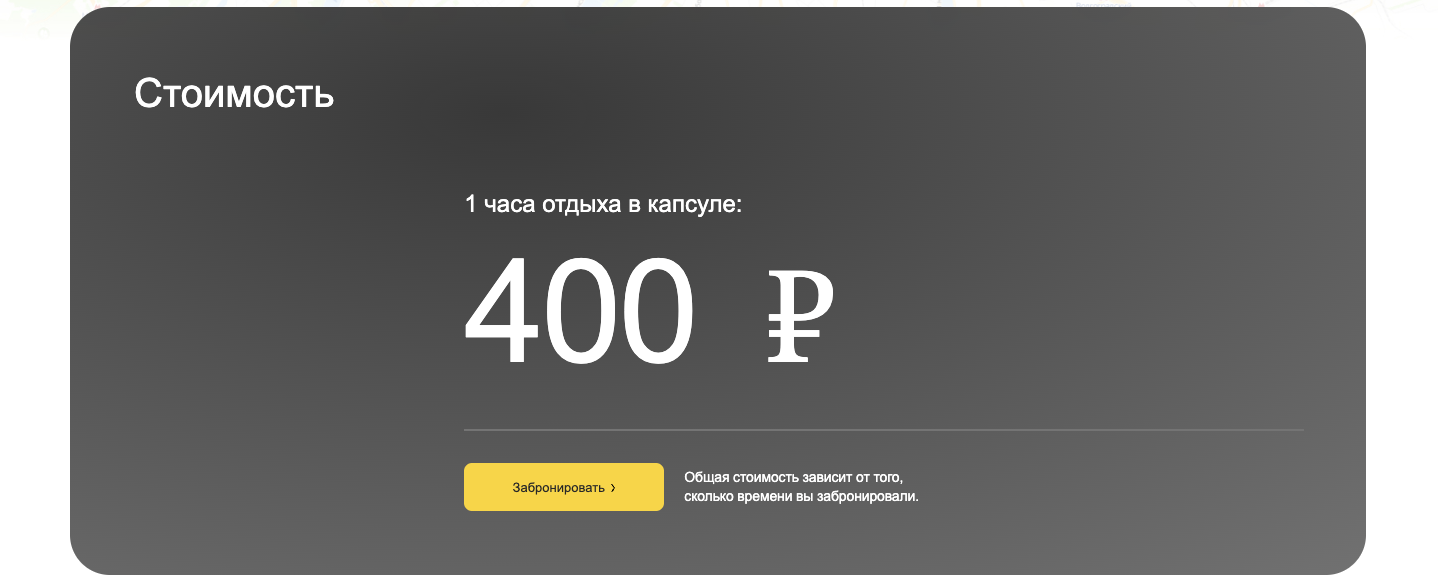 Стоимость
1 часа отдыха в капсуле:
400 ₽
Забронировать ›
Общая стоимость зависит от того,
сколько времени вы забронировали.